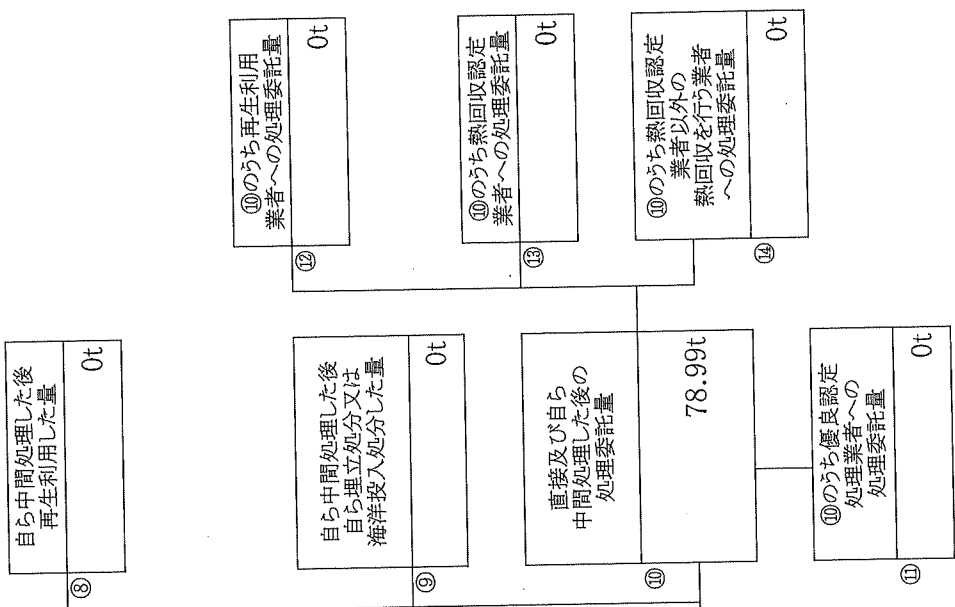 ⑧
自ら中間処理した後
再生利用した量
0t
⑨
自ら中間処理した後
自ら埋立処分又は
海洋投入処分した量
0t
⑩
直接及び自ら
中間処理した後の
処理委託量
78.99t
⑪
⑩のうち優良認定
処理業者への
処理委託量
0t
⑫
⑩のうち再生利用
業者への処理委託量
0t
⑬
⑩のうち熱回収認定
業者への処理委託量
0t
⑭
⑩のうち熱回収認定
業者以外の
熱回収を行う業者
への処理委託量
0t